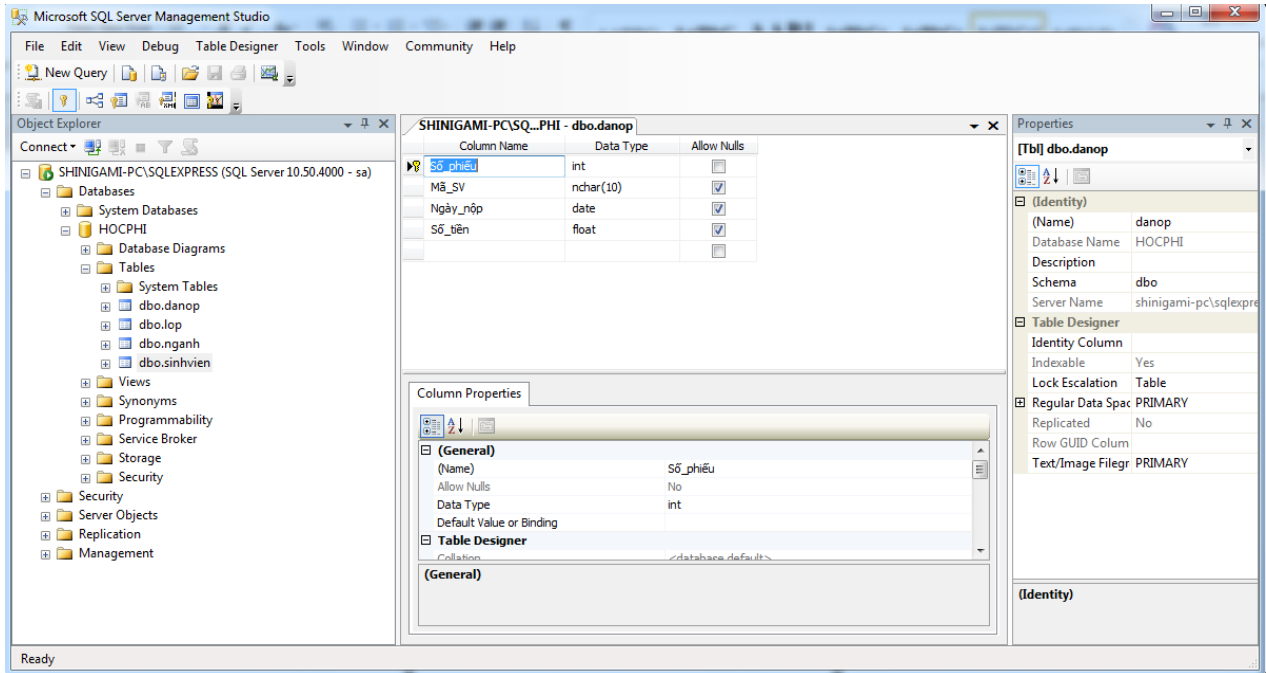 Microsoft SQL Server Management Studio
File Edit View Debug Table Designer Tools Window Community Help
New Query
Object Explorer
Connect
SHINIGAMI-PC\SQLEXPRESS (SQL Server 10.50.4000 - sa)
Databases
System Databases
HOCPHI
Database Diagrams
Tables
System Tables
dbo.danop
dbo.lop
dbo.nganh
dbo.sinhvien
Views
Synonyms
Programmability
Service Broker
Storage
Security
Security
Server Objects
Replication
Management
SHINIGAMI-PC\SQ...PHI - dbo.danop
Column Name Data Type Allow Nulls
Số_phiếu int
Mã_SV nchar(10)
Ngày_nộp date
Số_tiền float
Column Properties
(General)
(Name) Số_phiếu
Allow Nulls No
Data Type int
Default Value or Binding
Table Designer
Collation <database default>
(General)
Properties
[Tbl] dbo.danop
(Identity)
(Name) danop
Database Name HOCPHI
Description
Schema dbo
Server Name shinigami-pc\sqlexpre
Table Designer
Identity Column
Indexable Yes
Lock Escalation Table
Regular Data Spac PRIMARY
Replicated No
Row GUID Colum
Text/Image Filegr PRIMARY
(Identity)
Ready